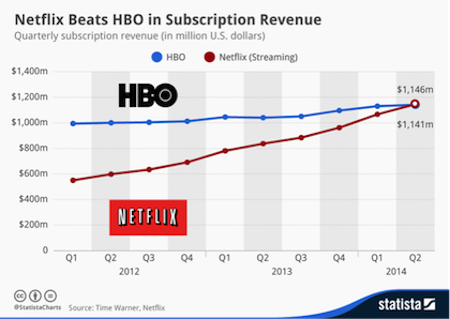 Netflix Beats HBO in Subscription Revenue
Quarterly subscription revenue (in million U.S. dollars)
HBO Netflix (Streaming)
$1,400m
$1,200m
$1,000m
$800m
$600m
$400m
$200m
0
HBO
NETFLIX
$1,146m
$1,141m
Q1 Q2 Q3 Q4 Q1 Q2 Q3 Q4 Q1 Q2
2012 2013 2014
@StatistaCharts Source: Time Warner, Netflix
statista